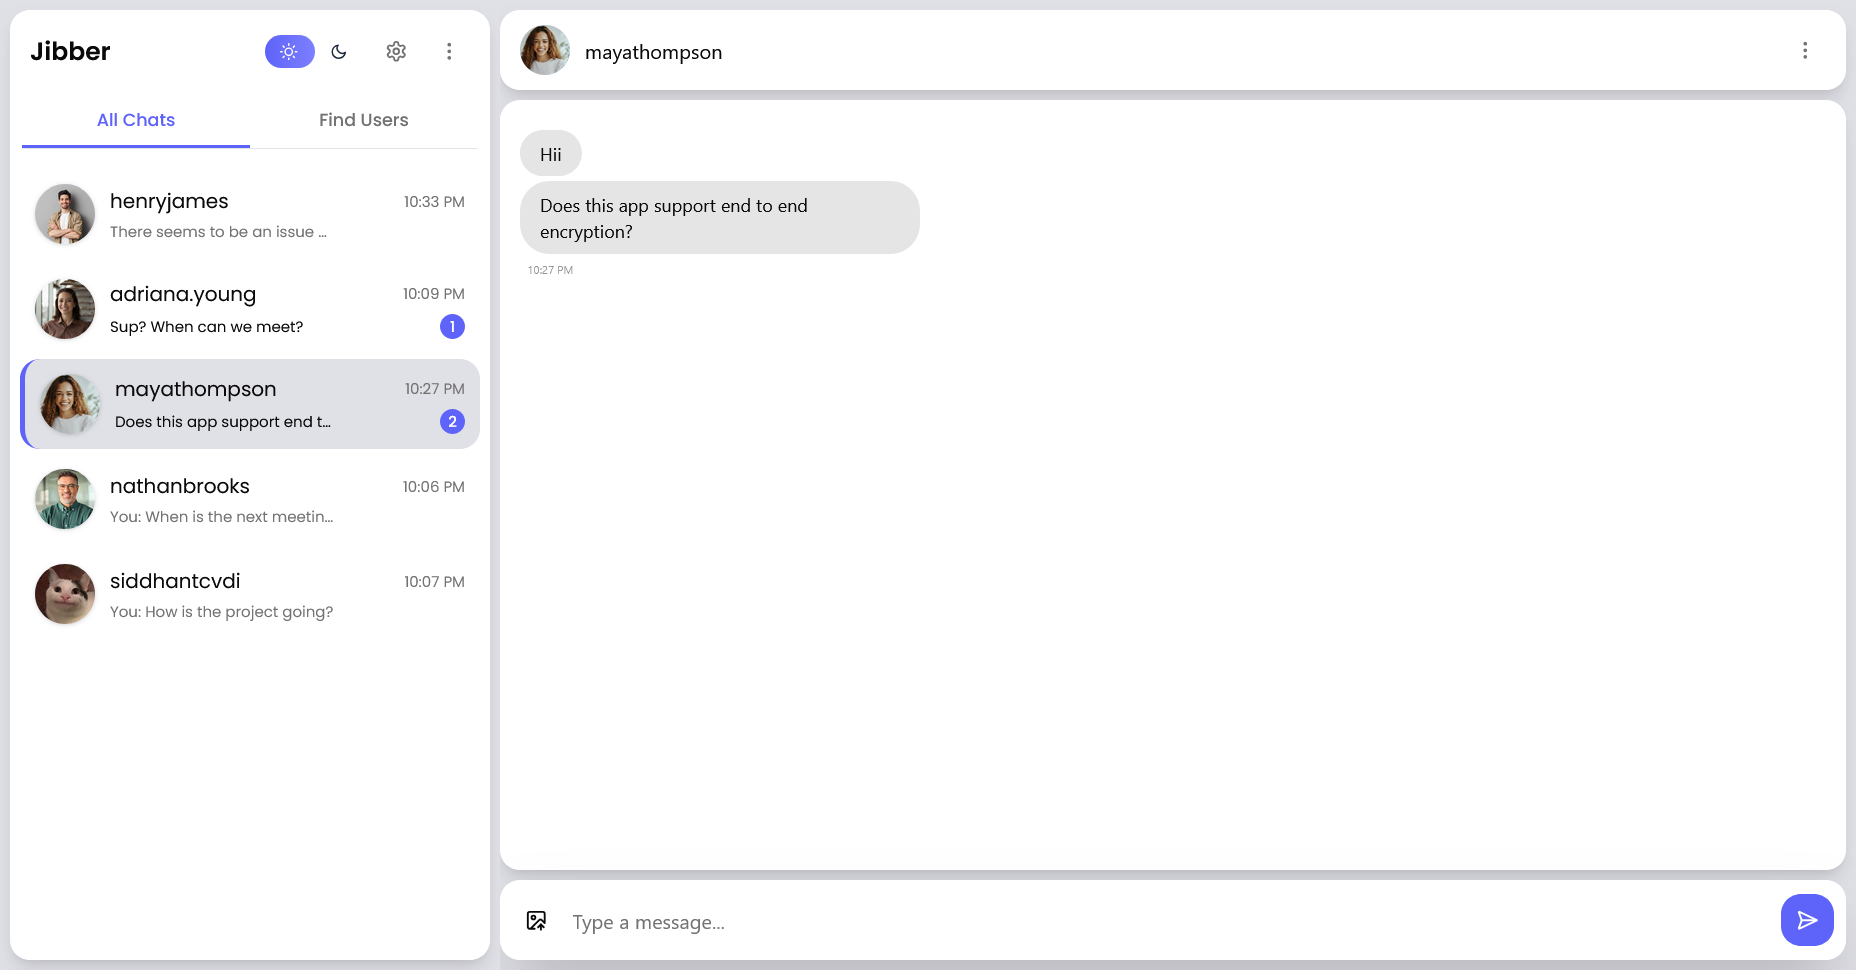 Jibber
All Chats
Find Users
henryjames
10:33 PM
There seems to be an issue ...
adriana.young
10:09 PM
Sup? When can we meet?
1
mayathompson
10:27 PM
Does this app support end t...
2
nathanbrooks
10:06 PM
You: When is the next meetin...
siddhantcvdi
10:07 PM
You: How is the project going?
mayathompson
Hii
Does this app support end to end
encryption?
10:27 PM
Type a message...